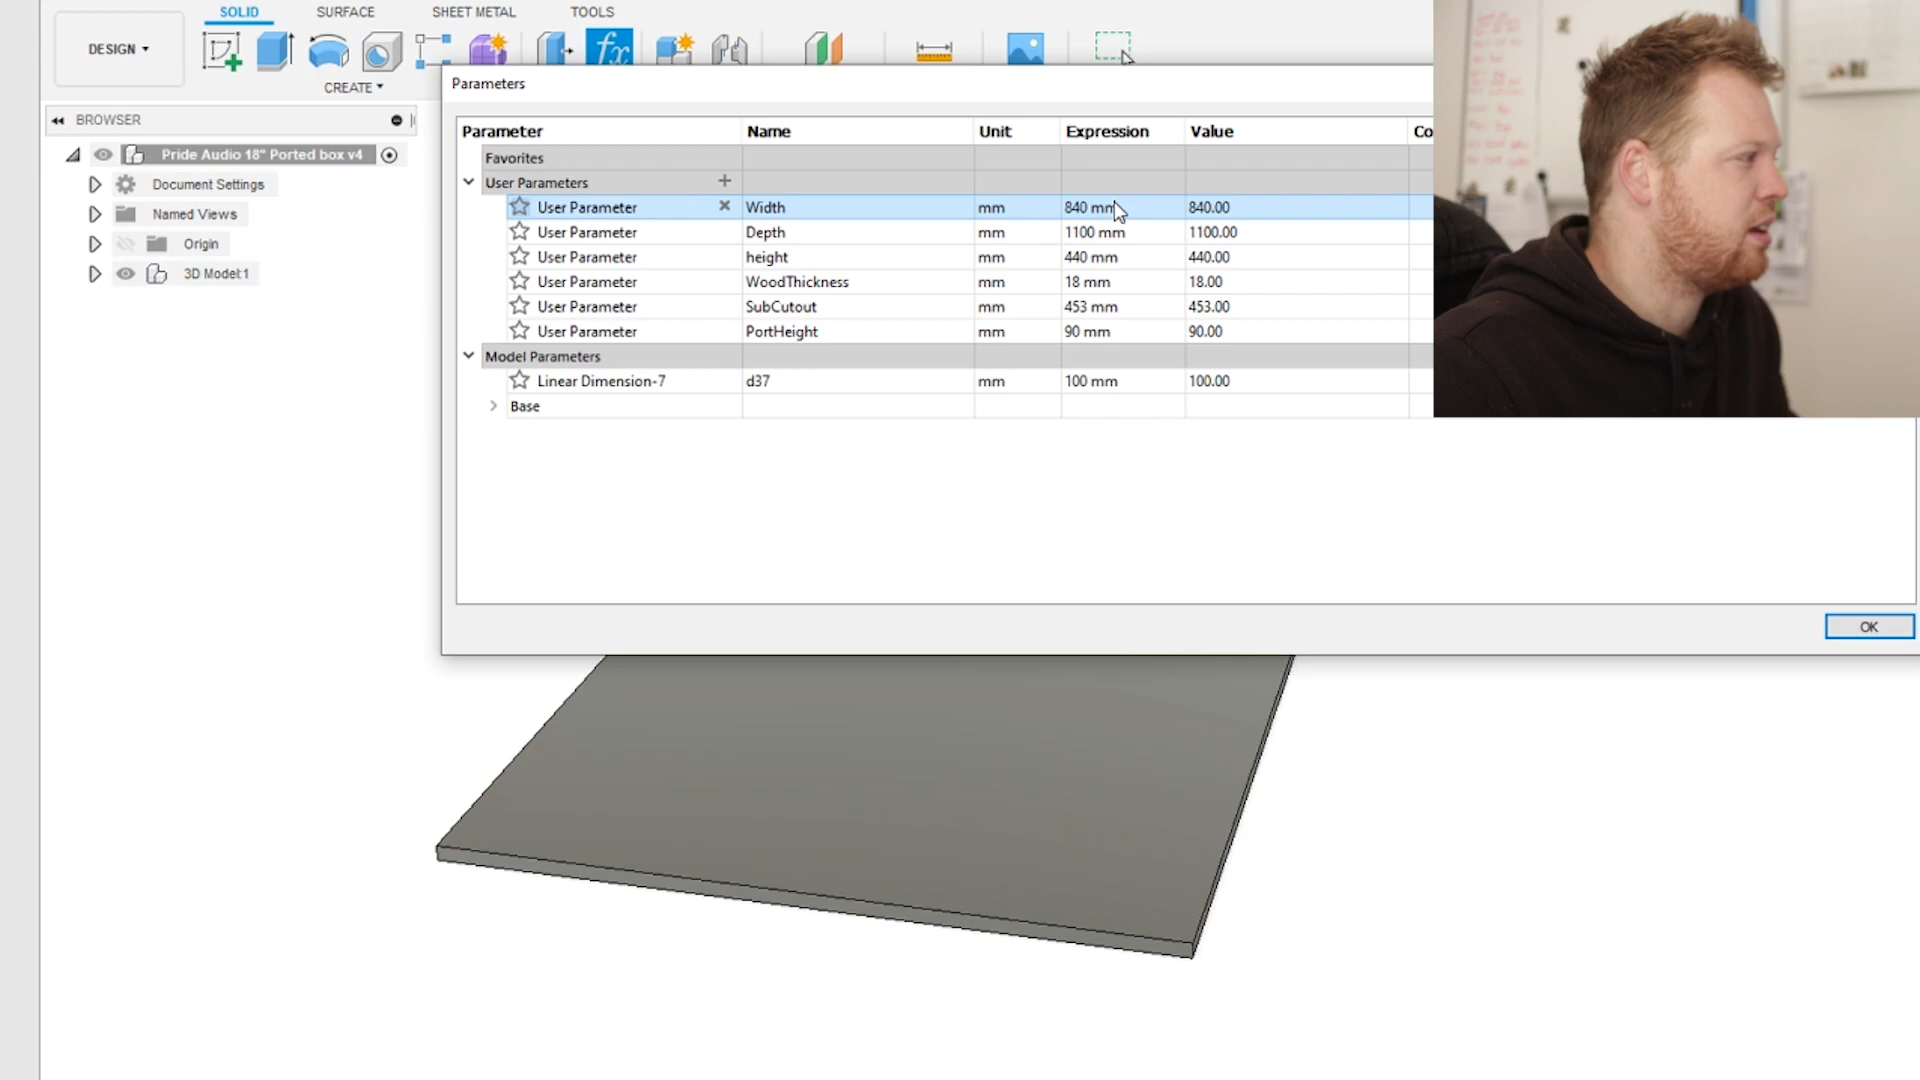 SOLID SURFACE SHEET METAL TOOLS
DESIGN ▾
fx
CREATE ▾
Parameters
BROWSER
Pride Audio 18" Ported box v4
Document Settings
Named Views
Origin
3D Model:1
Parameter Name Unit Expression Value Co
Favorites
User Parameters +
User Parameter Width mm 840 mm 840.00
User Parameter Depth mm 1100 mm 1100.00
User Parameter height mm 440 mm 440.00
User Parameter WoodThickness mm 18 mm 18.00
User Parameter SubCutout mm 453 mm 453.00
User Parameter PortHeight mm 90 mm 90.00
Model Parameters
Linear Dimension-7 d37 mm 100 mm 100.00
Base
OK